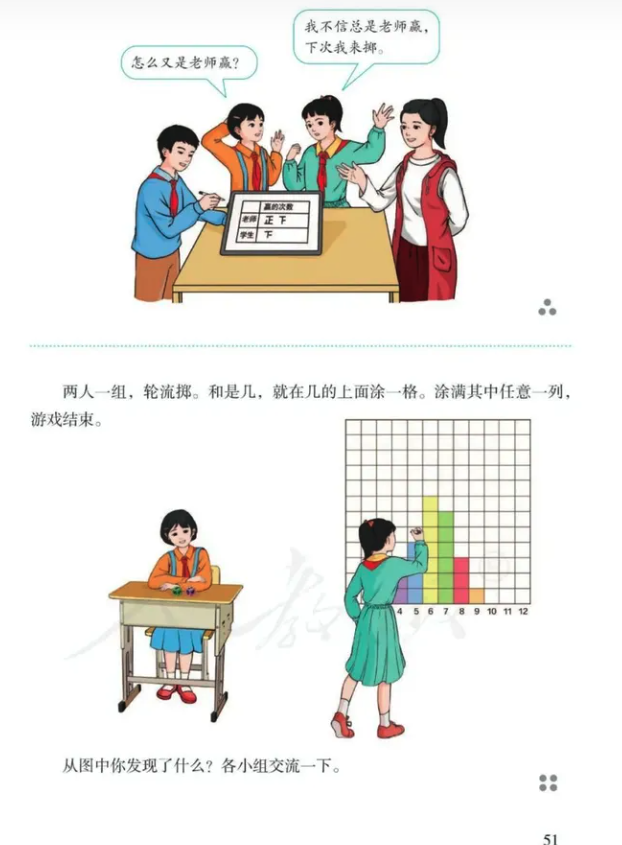 我不信总是老师赢，
下次我来掷。
怎么又是老师赢？
赢的次数
老师 正 下
学生 下
两人一组，轮流掷。和是几，就在几的上面涂一格。涂满其中任意一列，
游戏结束。
4 5 6 7 8 9 10 11 12
从图中你发现了什么？各小组交流一下。
51